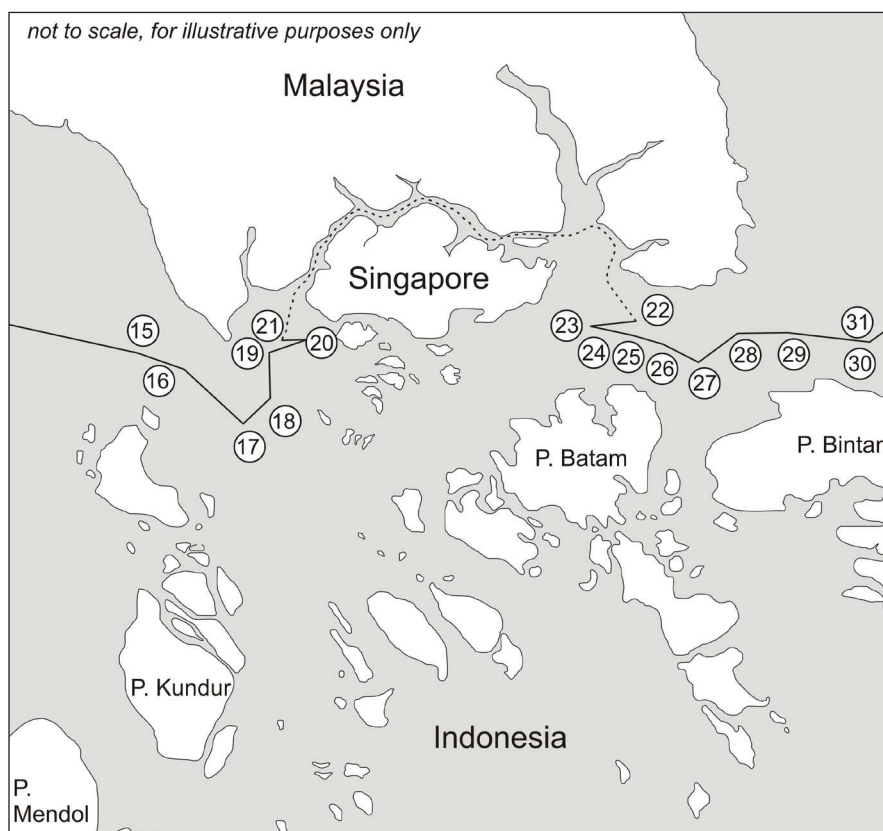 not to scale, for illustrative purposes only
Malaysia
Singapore
15
16
17
18
19
20
21
22
23
24
25
26
27
28
29
30
31
P. Batam
P. Bintan
P. Kundur
Indonesia
P.
Mendol